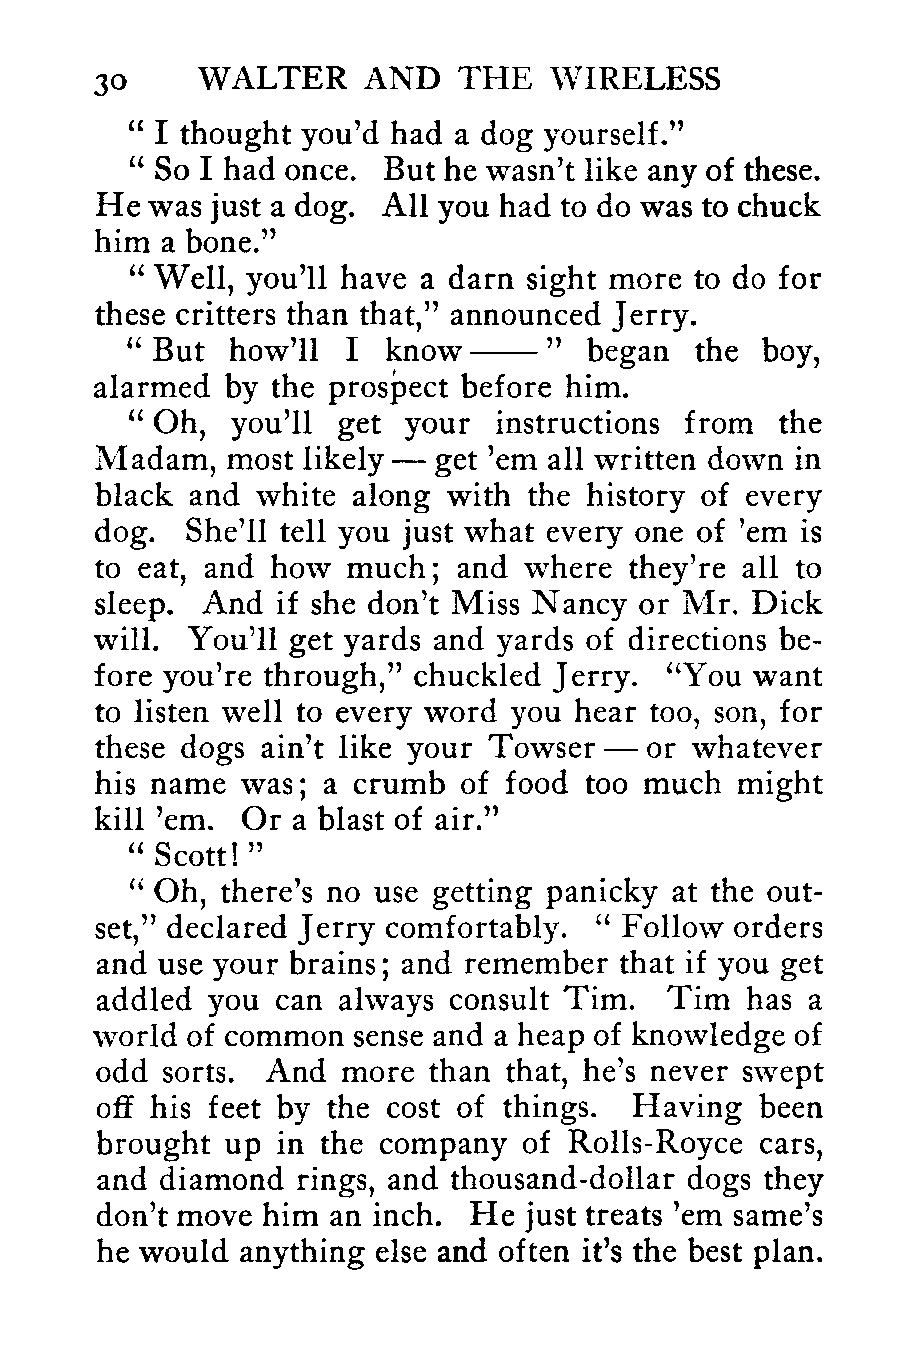 30 WALTER AND THE WIRELESS
“ I thought you’d had a dog yourself.”
“ So I had once. But he wasn’t like any of these.
He was just a dog. All you had to do was to chuck
him a bone.”
“ Well, you’ll have a darn sight more to do for
these critters than that,” announced Jerry.
“ But how’ll I know —— ” began the boy,
alarmed by the prospect before him.
“ Oh, you’ll get your instructions from the
Madam, most likely — get ’em all written down in
black and white along with the history of every
dog. She’ll tell you just what every one of ’em is
to eat, and how much; and where they’re all to
sleep. And if she don’t Miss Nancy or Mr. Dick
will. You’ll get yards and yards of directions be-
fore you’re through,” chuckled Jerry. “You want
to listen well to every word you hear too, son, for
these dogs ain’t like your Towser — or whatever
his name was; a crumb of food too much might
kill ’em. Or a blast of air.”
“ Scott! ”
“ Oh, there’s no use getting panicky at the out-
set,” declared Jerry comfortably. “ Follow orders
and use your brains; and remember that if you get
addled you can always consult Tim. Tim has a
world of common sense and a heap of knowledge of
odd sorts. And more than that, he’s never swept
off his feet by the cost of things. Having been
brought up in the company of Rolls-Royce cars,
and diamond rings, and thousand-dollar dogs they
don’t move him an inch. He just treats ’em same’s
he would anything else and often it’s the best plan.